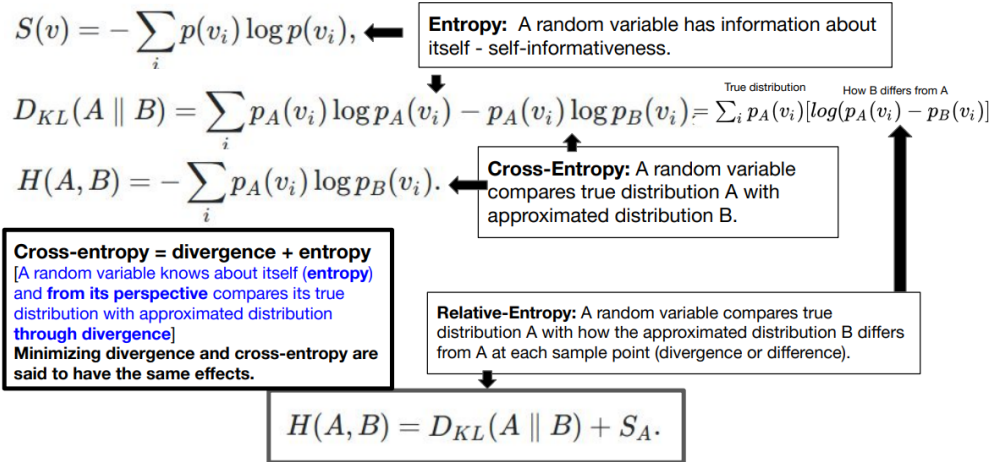 S(v) = −∑_i p(v_i) log p(v_i),
Entropy: A random variable has information about
itself - self-informativeness.
True distribution
How B differs from A
D_{KL}(A ∥ B) = ∑_i p_A(v_i) log p_A(v_i) − p_A(v_i) log p_B(v_i). = ∑_i p_A(v_i)[log(p_A(v_i) − p_B(v_i)]
H(A, B) = −∑_i p_A(v_i) log p_B(v_i).
Cross-Entropy: A random variable
compares true distribution A with
approximated distribution B.
Cross-entropy = divergence + entropy
[A random variable knows about itself (entropy)
and from its perspective compares its true
distribution with approximated distribution
through divergence]
Minimizing divergence and cross-entropy are
said to have the same effects.
Relative-Entropy: A random variable compares true
distribution A with how the approximated distribution B differs
from A at each sample point (divergence or difference).
H(A, B) = D_{KL}(A ∥ B) + S_A.